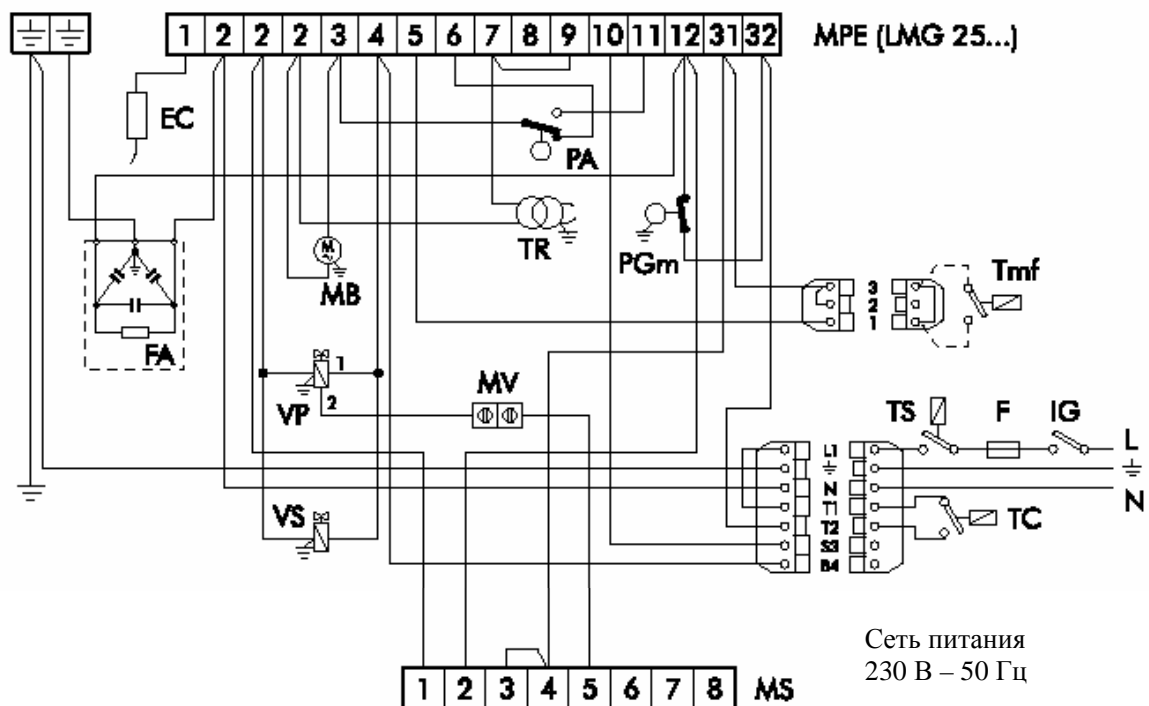 1 2 2 2 3 4 5 6 7 8 9 10 11 12 31 32 MPE (LMG 25...)
EC
PA
TR
PGm
MB
Tmf
3
2
1
FA
1
VP
2
MV
TS F IG
L
L1
N
N
T1
TC
T2
S3
B4
VS
Сеть питания
230 В – 50 Гц
1 2 3 4 5 6 7 8 MS
M